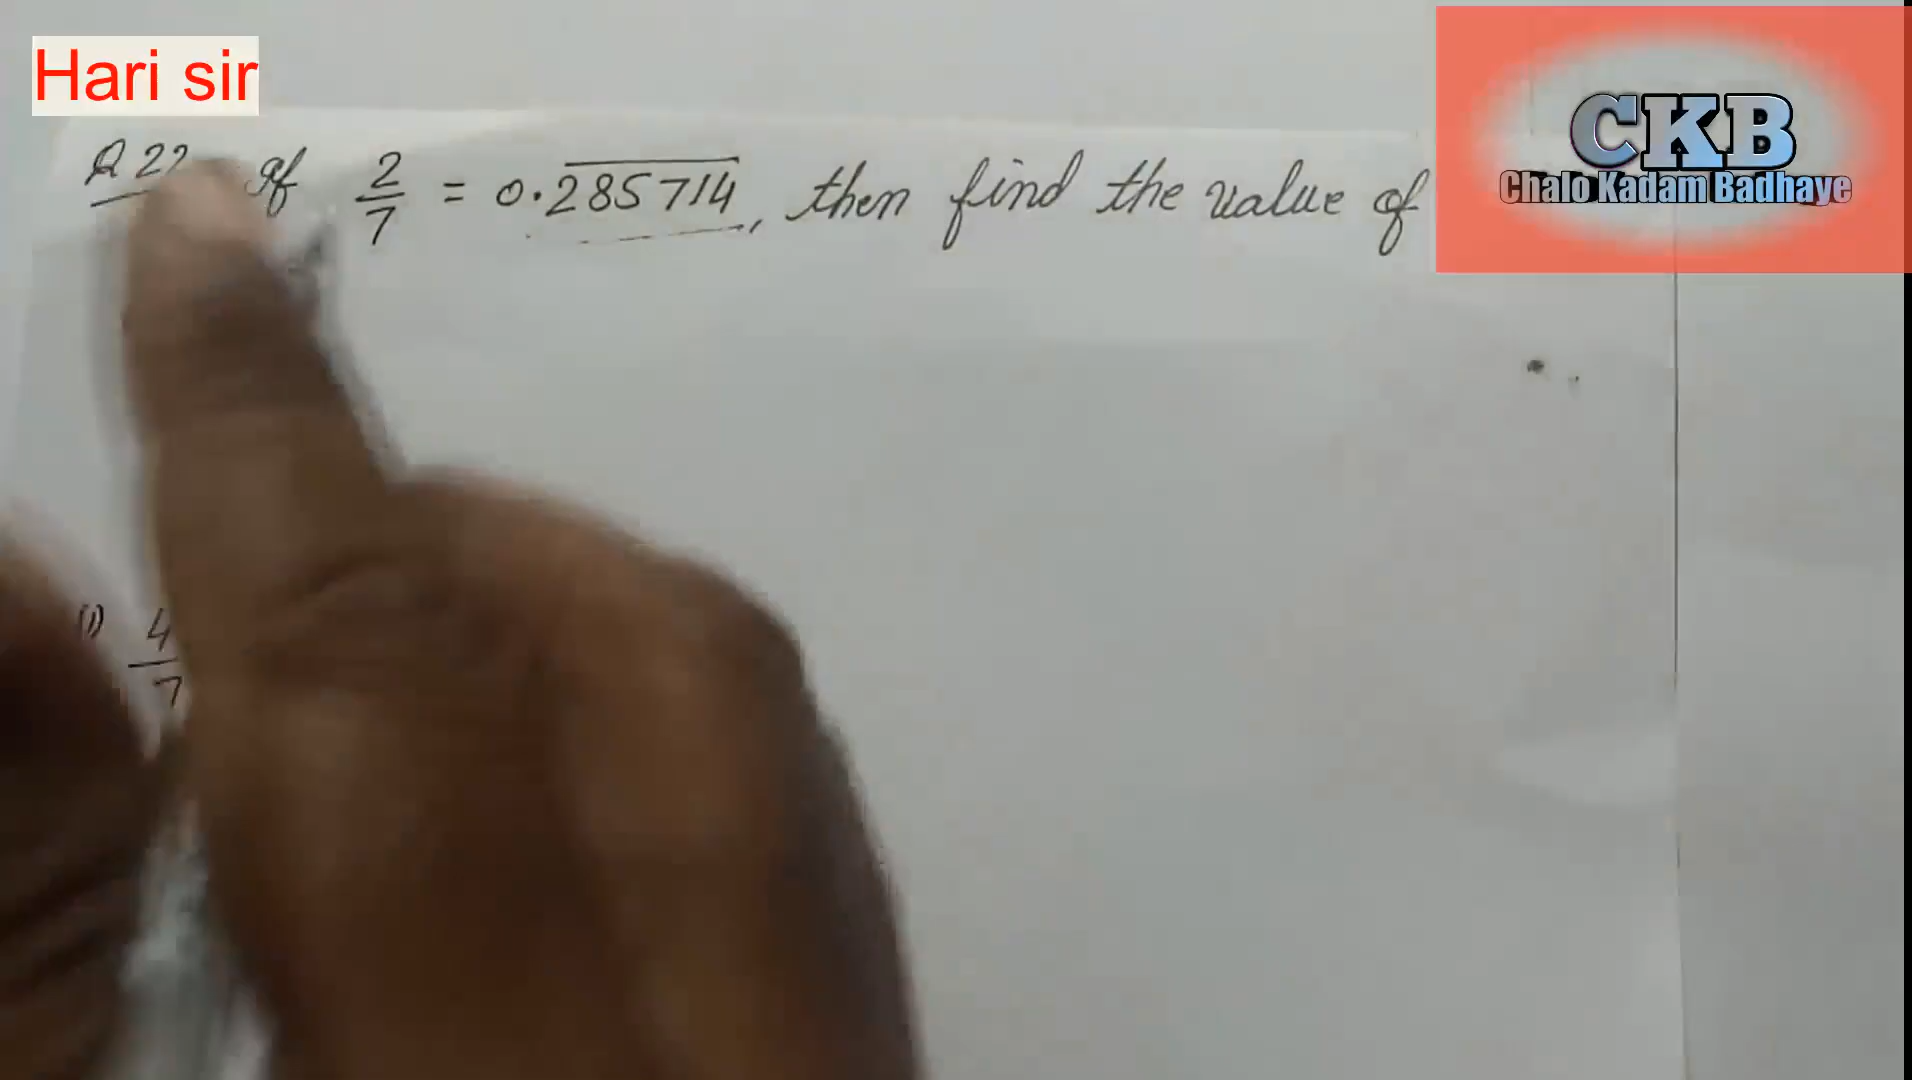 Hari sir
CKB
Chalo Kadam Badhaye
Q 22 If 2/7 = 0.\overline{285714}, then find the value of
(i) 4/7